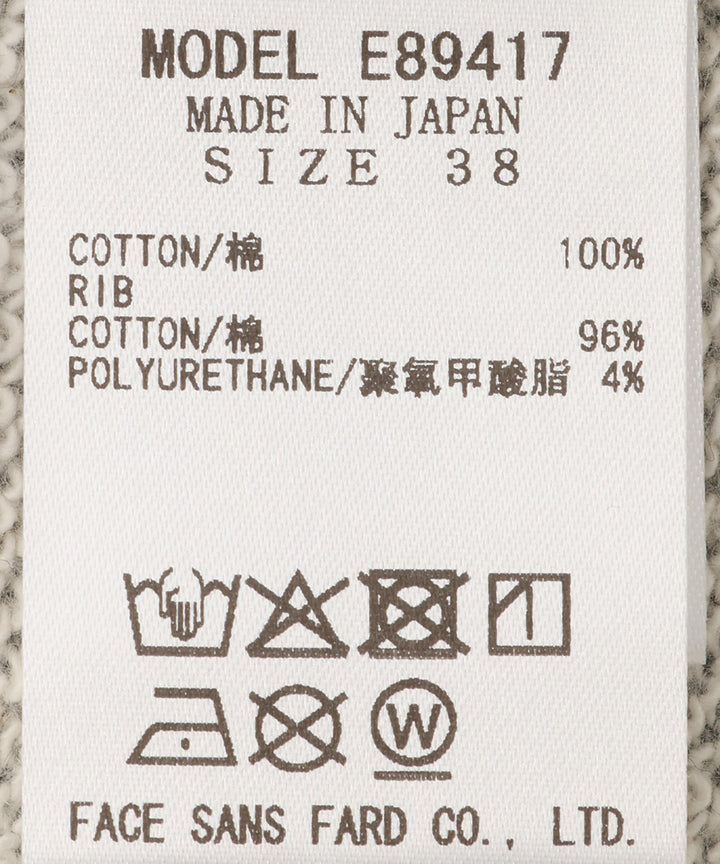 MODEL E89417
MADE IN JAPAN
SIZE 38
COTTON/棉 100%
RIB
COTTON/棉 96%
POLYURETHANE/聚氯甲酸脂 4%
W
FACE SANS FARD CO., LTD.